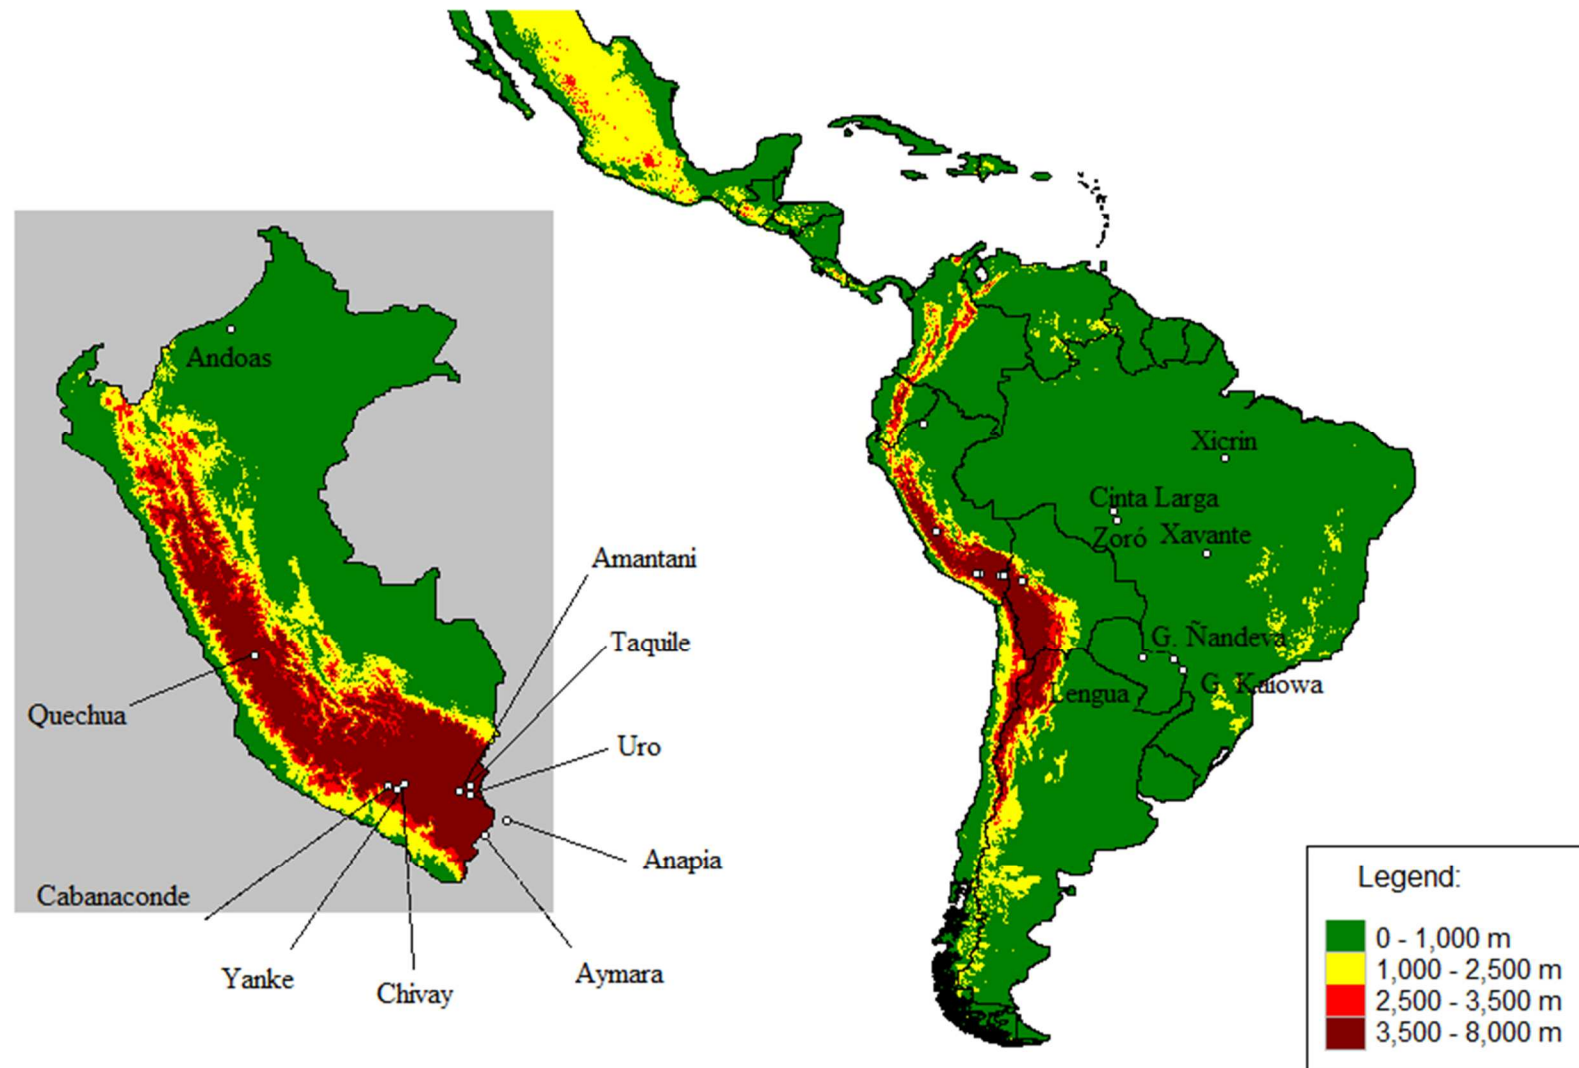 Andoas
Amantani
Taquile
Quechua
Uro
Anapia
Cabanaconde
Yanke
Chivay
Aymara
Xicrin
Cinta Larga
Zoró
Xavante
G. Ñandeva
G. Kaiowa
Lengua
Legend:
0 - 1,000 m
1,000 - 2,500 m
2,500 - 3,500 m
3,500 - 8,000 m